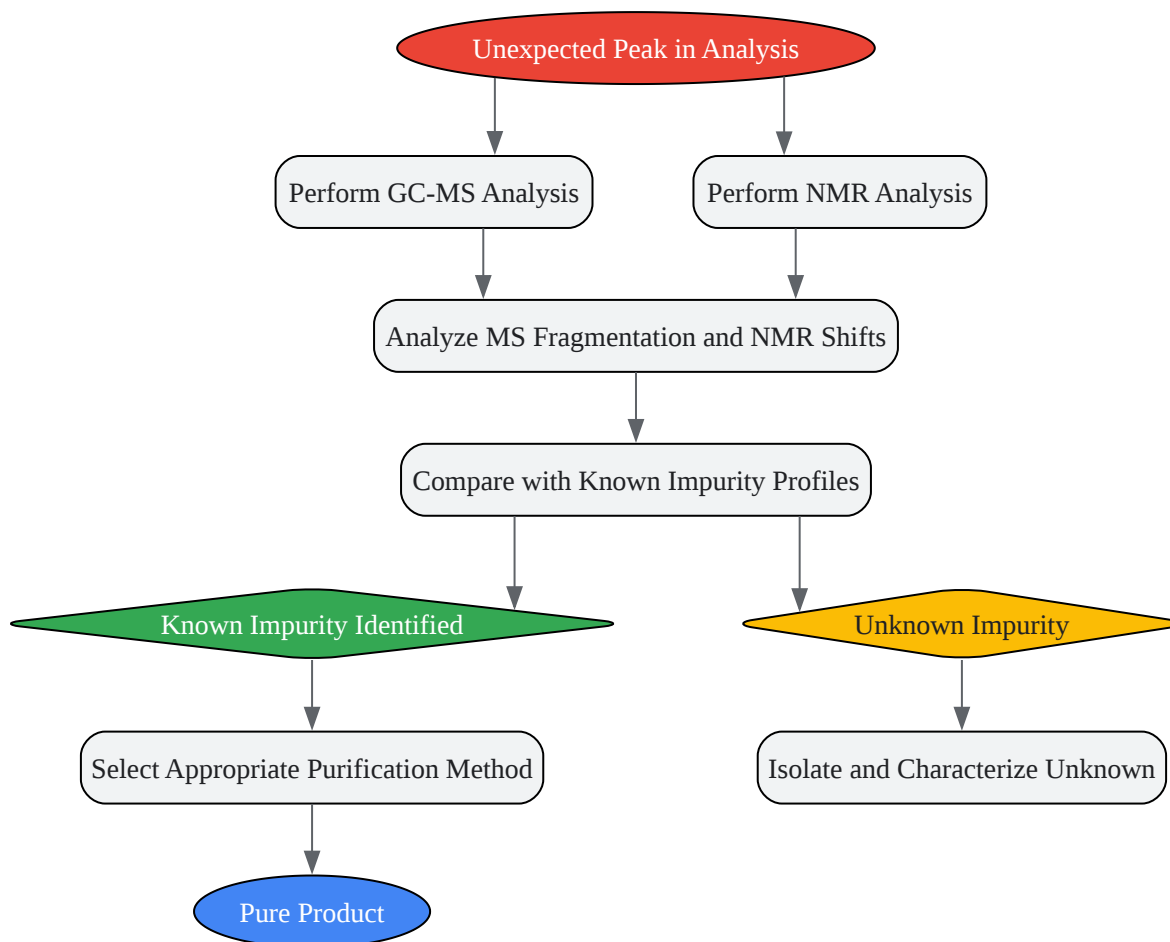 Unexpected Peak in Analysis
Perform GC-MS Analysis
Perform NMR Analysis
Analyze MS Fragmentation and NMR Shifts
Compare with Known Impurity Profiles
Known Impurity Identified
Unknown Impurity
Select Appropriate Purification Method
Isolate and Characterize Unknown
Pure Product